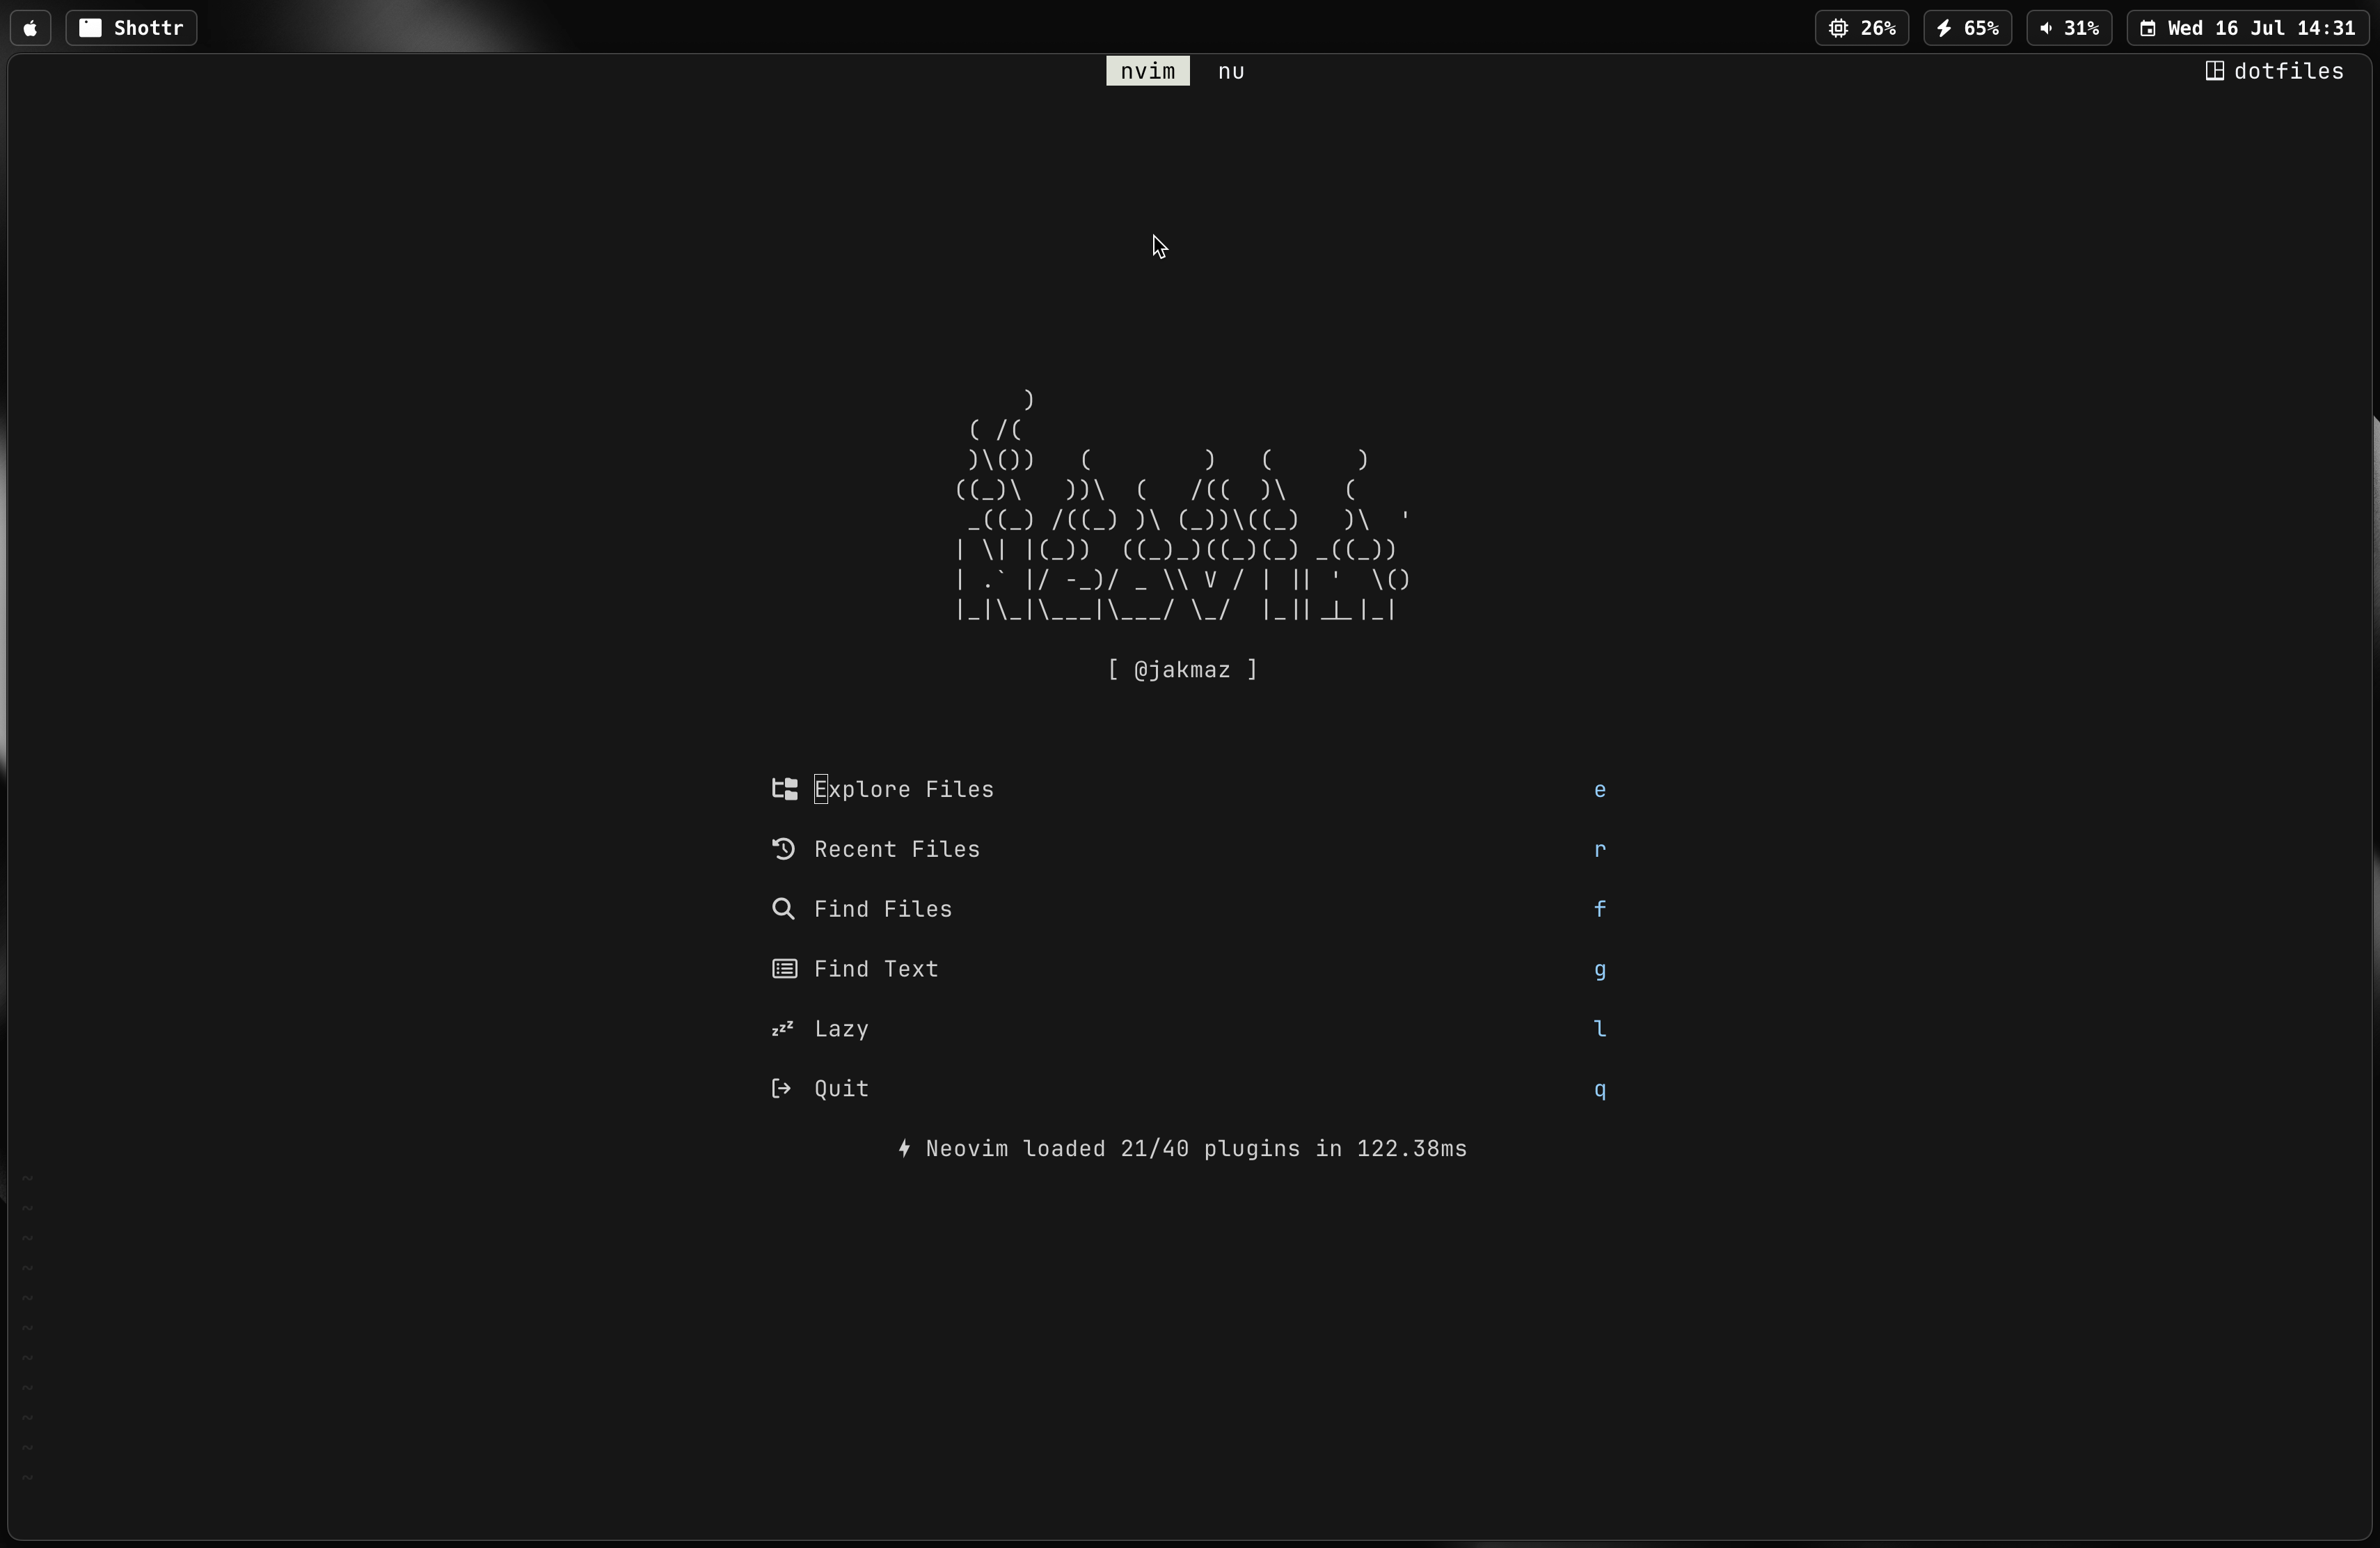 Shottr 26% 65% 31% Wed 16 Jul 14:31
nvim nu dotfiles
     )
 ( /(
 )\())   (        )   (      )
((_)\   ))\  (   /((  )\    (
 _((_) /((_) )\ (_))\((_)   )\  '
| \| |(_))  ((_)_)((_)(_) _((_))
| .` |/ -_)/ _ \\ V / | || '  \()
|_|\_|\___|\___/ \_/  |_||_|_|_|
[ @jakmaz ]
Explore Files e
Recent Files r
Find Files f
Find Text g
zzz Lazy l
Quit q
Neovim loaded 21/40 plugins in 122.38ms
~
~
~
~
~
~
~
~
~
~
~